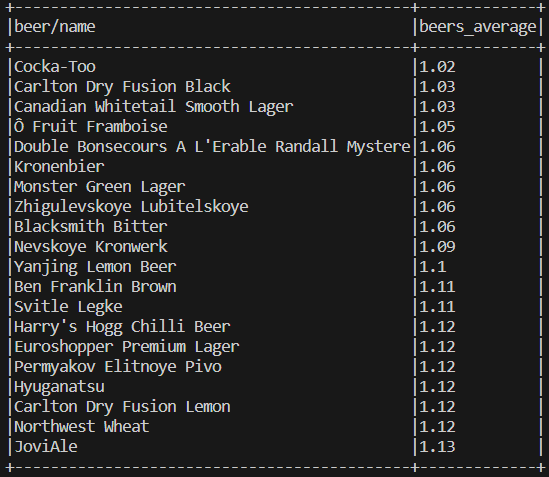 +--------------------------------------------+-------------+
|beer/name                                   |beers_average|
+--------------------------------------------+-------------+
|Cocka-Too                                   |1.02         |
|Carlton Dry Fusion Black                    |1.03         |
|Canadian Whitetail Smooth Lager             |1.03         |
|Ô Fruit Framboise                           |1.05         |
|Double Bonsecours A L'Erable Randall Mystere|1.06         |
|Kronenbier                                  |1.06         |
|Monster Green Lager                         |1.06         |
|Zhigulevskoye Lubitelskoye                  |1.06         |
|Blacksmith Bitter                           |1.06         |
|Nevskoye Kronwerk                           |1.09         |
|Yanjing Lemon Beer                          |1.1          |
|Ben Franklin Brown                          |1.11         |
|Svitle Legke                                |1.11         |
|Harry's Hogg Chilli Beer                    |1.12         |
|Euroshopper Premium Lager                   |1.12         |
|Permyakov Elitnoye Pivo                     |1.12         |
|Hyuganatsu                                  |1.12         |
|Carlton Dry Fusion Lemon                    |1.12         |
|Northwest Wheat                             |1.12         |
|JoviAle                                     |1.13         |
+--------------------------------------------+-------------+